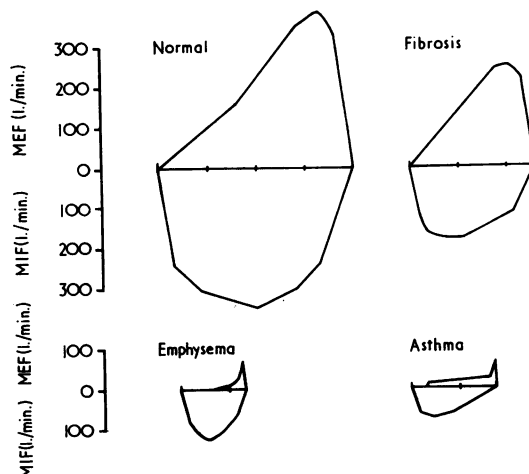 Normal
Fibrosis
MEF (l./min.)
300
200
100
0
MIF (l./min.)
100
200
300
Emphysema
Asthma
MEF (l./min.)
100
0
MIF (l./min.)
100